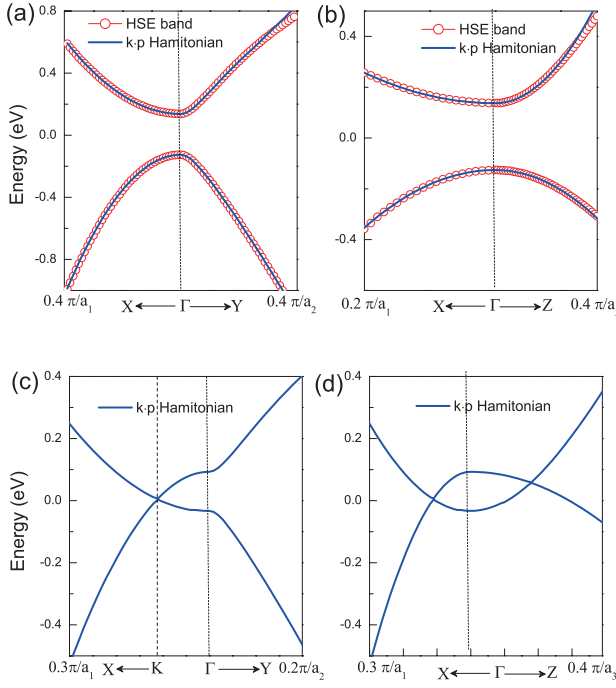 (a)
0.8
0.4
0.0
-0.4
-0.8
Energy (eV)
HSE band
k·p Hamitonian
0.4 π/a1
X ← Γ → Y
0.4 π/a2
(b)
0.4
0.0
-0.4
HSE band
k·p Hamitonian
0.2 π/a1
X ← Γ → Z
0.4 π/a3
(c)
0.4
0.2
0.0
-0.2
-0.4
Energy (eV)
k·p Hamitonian
0.3π/a1
X ← K Γ → Y
0.2π/a2
(d)
0.4
0.2
0.0
-0.2
-0.4
k·p Hamitonian
0.3 π/a1
X ← Γ → Z
0.4 π/a3